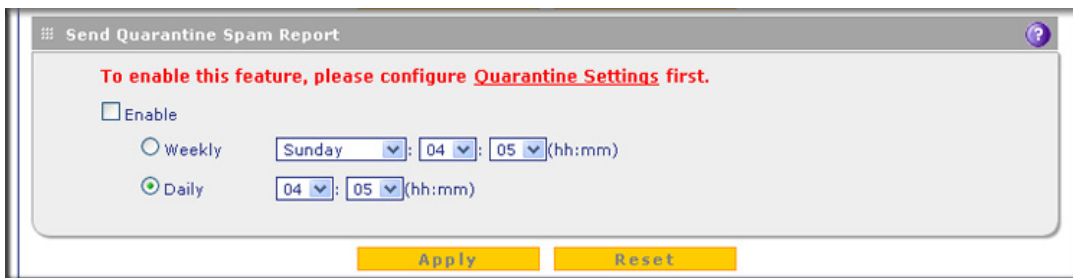 Send Quarantine Spam Report
?
To enable this feature, please configure Quarantine Settings first.
Enable
Weekly Sunday : 04 : 05 (hh:mm)
Daily 04 : 05 (hh:mm)
Apply Reset